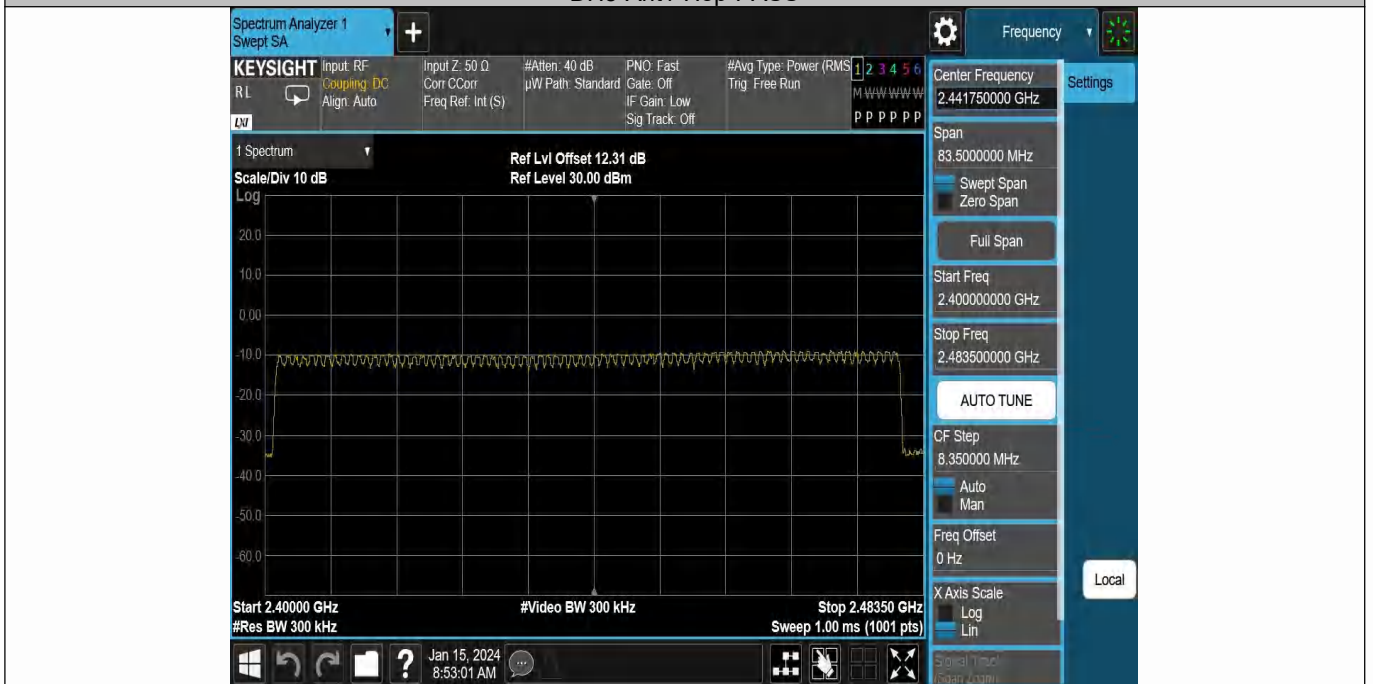 Spectrum Analyzer 1
Swept SA
+
Frequency
KEYSIGHT
RL
LXI
Input: RF
Coupling: DC
Align: Auto
Input Z: 50 Ω
Corr CCorr
Freq Ref: Int (S)
#Atten: 40 dB
µW Path: Standard
PNO: Fast
Gate: Off
IF Gain: Low
Sig Track: Off
#Avg Type: Power (RMS
Trig: Free Run
1 2 3 4 5 6
M W W W W W
P P P P P P
1 Spectrum
Scale/Div 10 dB
Ref Lvl Offset 12.31 dB
Ref Level 30.00 dBm
Log
20.0
10.0
0.00
-10.0
-20.0
-30.0
-40.0
-50.0
-60.0
Start 2.40000 GHz
#Res BW 300 kHz
#Video BW 300 kHz
Stop 2.48350 GHz
Sweep 1.00 ms (1001 pts)
Center Frequency
2.441750000 GHz
Settings
Span
83.5000000 MHz
Swept Span
Zero Span
Full Span
Start Freq
2.400000000 GHz
Stop Freq
2.483500000 GHz
AUTO TUNE
CF Step
8.350000 MHz
Auto
Man
Freq Offset
0 Hz
X Axis Scale
Log
Lin
Signal Track
(Span Zoom)
Local
?
Jan 15, 2024
8:53:01 AM